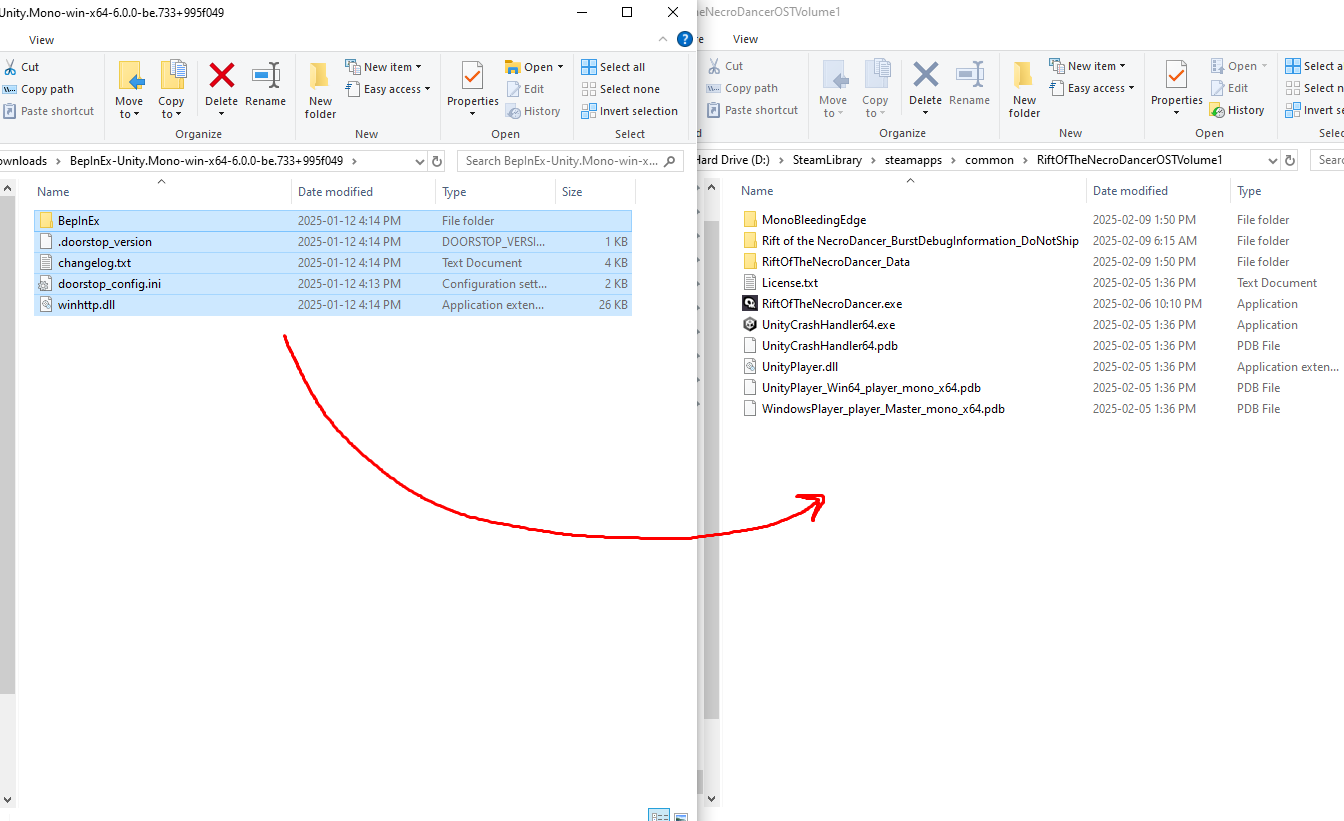 Unity.Mono-win-x64-6.0.0-be.733+995f049
View
Cut
Copy path
Paste shortcut
Move to
Copy to
Delete
Rename
Organize
New folder
New item
Easy access
New
Properties
Open
Edit
History
Open
Select all
Select none
Invert selection
Select
ownloads > BepInEx-Unity.Mono-win-x64-6.0.0-be.733+995f049 >
Search BepInEx-Unity.Mono-win-x...
Name Date modified Type Size
BepInEx 2025-01-12 4:14 PM File folder
.doorstop_version 2025-01-12 4:14 PM DOORSTOP_VERSI... 1 KB
changelog.txt 2025-01-12 4:14 PM Text Document 4 KB
doorstop_config.ini 2025-01-12 4:13 PM Configuration sett... 2 KB
winhttp.dll 2025-01-12 4:14 PM Application exten... 26 KB
eNecroDancerOSTVolume1
View
Cut
Copy path
Paste shortcut
Move to
Copy to
Delete
Rename
Organize
New folder
New item
Easy access
New
Properties
Open
Edit
History
Open
Select a
Select n
Invert s
Selec
Hard Drive (D:) > SteamLibrary > steamapps > common > RiftOfTheNecroDancerOSTVolume1
Searc
Name Date modified Type
MonoBleedingEdge 2025-02-09 1:50 PM File folder
Rift of the NecroDancer_BurstDebugInformation_DoNotShip 2025-02-09 6:15 AM File folder
RiftOfTheNecroDancer_Data 2025-02-09 1:50 PM File folder
License.txt 2025-02-05 1:36 PM Text Document
RiftOfTheNecroDancer.exe 2025-02-06 10:10 PM Application
UnityCrashHandler64.exe 2025-02-05 1:36 PM Application
UnityCrashHandler64.pdb 2025-02-05 1:36 PM PDB File
UnityPlayer.dll 2025-02-05 1:36 PM Application exten...
UnityPlayer_Win64_player_mono_x64.pdb 2025-02-05 1:36 PM PDB File
WindowsPlayer_player_Master_mono_x64.pdb 2025-02-05 1:36 PM PDB File